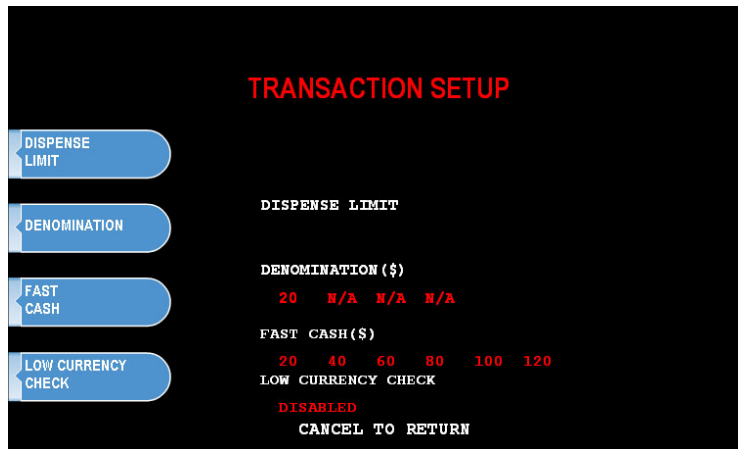 TRANSACTION SETUP
DISPENSE
LIMIT
DENOMINATION
FAST
CASH
LOW CURRENCY
CHECK
DISPENSE LIMIT
DENOMINATION($)
20 N/A N/A N/A
FAST CASH($)
20 40 60 80 100 120
LOW CURRENCY CHECK
DISABLED
CANCEL TO RETURN